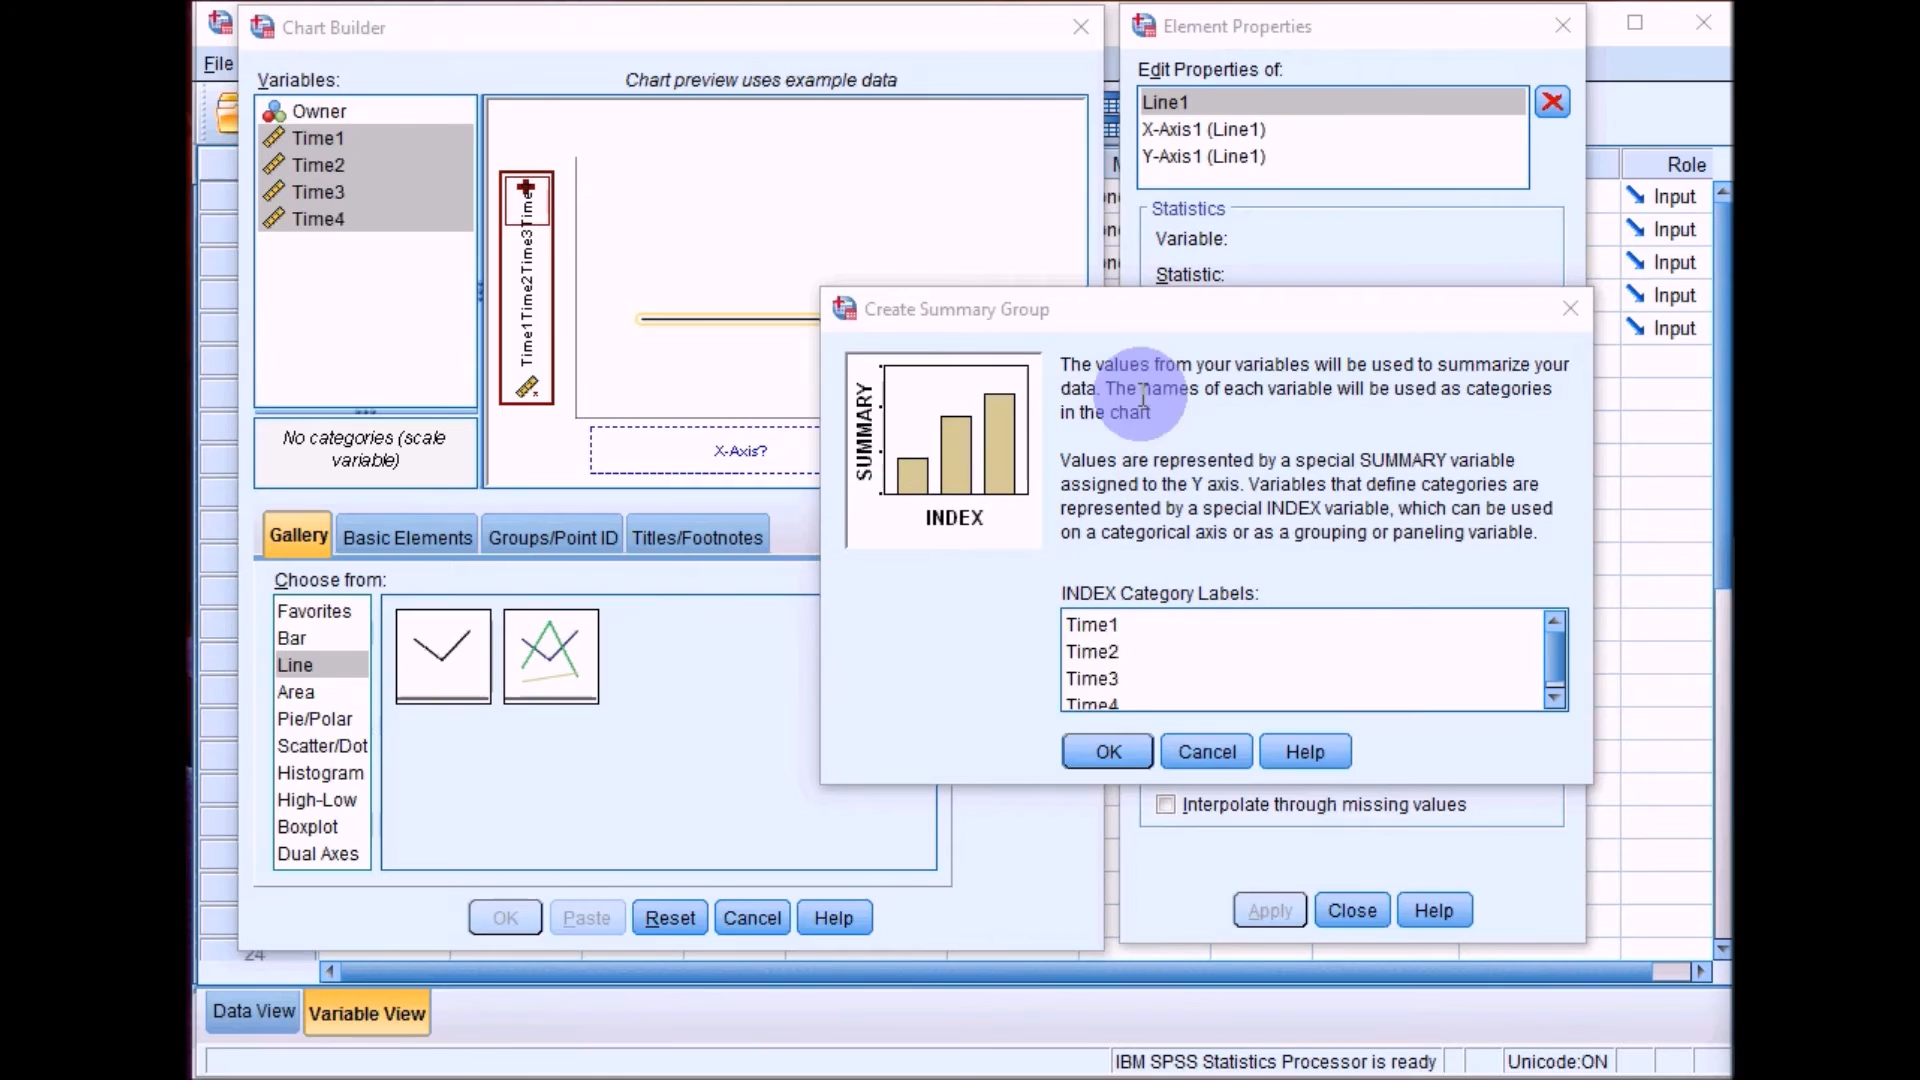 Chart Builder
Element Properties
File
Variables:
Chart preview uses example data
Edit Properties of:
Owner
Time1
Time2
Time3
Time4
Line1
X-Axis1 (Line1)
Y-Axis1 (Line1)
Role
Input
Input
Input
Input
Input
Statistics
Variable:
Statistic:
Time1Time2Time3Time
X-Axis?
No categories (scale
variable)
Create Summary Group
SUMMARY
INDEX
The values from your variables will be used to summarize your
data. The names of each variable will be used as categories
in the chart
Values are represented by a special SUMMARY variable
assigned to the Y axis. Variables that define categories are
represented by a special INDEX variable, which can be used
on a categorical axis or as a grouping or paneling variable.
INDEX Category Labels:
Time1
Time2
Time3
Time4
OK
Cancel
Help
Gallery
Basic Elements
Groups/Point ID
Titles/Footnotes
Choose from:
Favorites
Bar
Line
Area
Pie/Polar
Scatter/Dot
Histogram
High-Low
Boxplot
Dual Axes
Interpolate through missing values
OK
Paste
Reset
Cancel
Help
Apply
Close
Help
24
Data View
Variable View
IBM SPSS Statistics Processor is ready
Unicode:ON